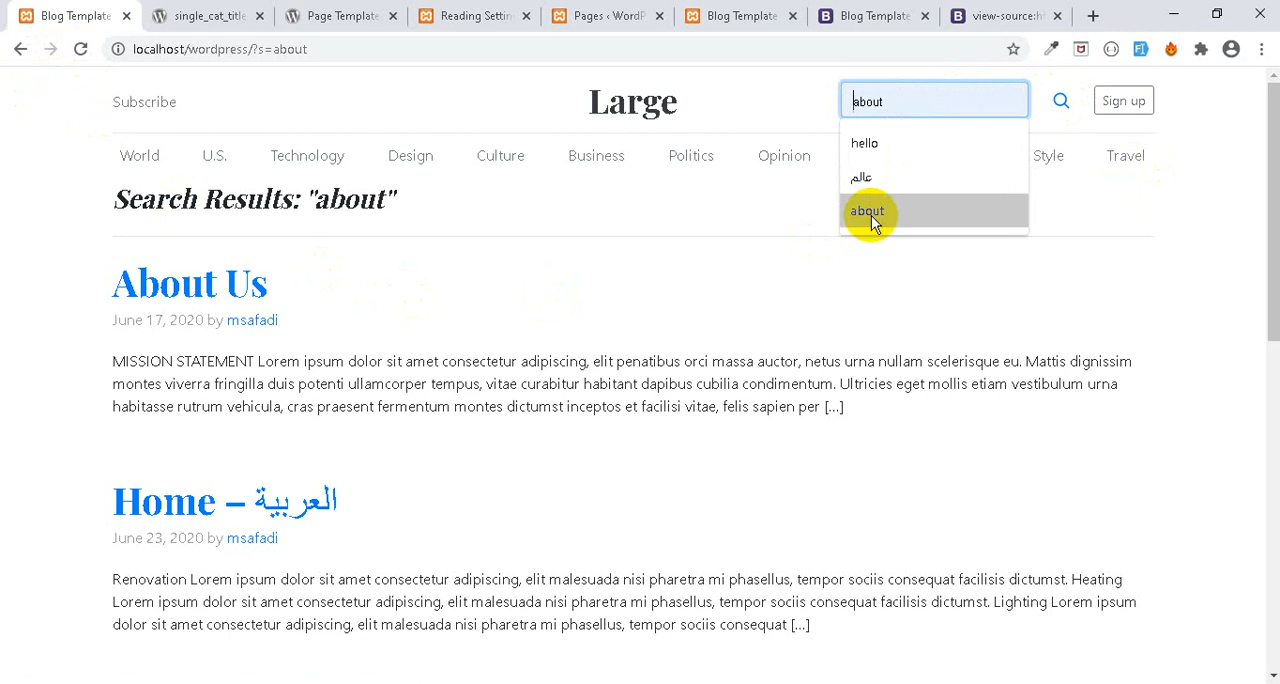 Blog Template
single_cat_title
Page Template
Reading Settin
Pages ‹ WordP
Blog Template
Blog Template
view-source:h
localhost/wordpress/?s=about
Subscribe
Large
about
Sign up
hello
عالم
about
World U.S. Technology Design Culture Business Politics Opinion Style Travel
Search Results: "about"
About Us
June 17, 2020 by msafadi
MISSION STATEMENT Lorem ipsum dolor sit amet consectetur adipiscing, elit penatibus orci massa auctor, netus urna nullam scelerisque eu. Mattis dignissim
montes viverra fringilla duis potenti ullamcorper tempus, vitae curabitur habitant dapibus cubilia condimentum. Ultricies eget mollis etiam vestibulum urna
habitasse rutrum vehicula, cras praesent fermentum montes dictumst inceptos et facilisi vitae, felis sapien per [...]
Home – العربية
June 23, 2020 by msafadi
Renovation Lorem ipsum dolor sit amet consectetur adipiscing, elit malesuada nisi pharetra mi phasellus, tempor sociis consequat facilisis dictumst. Heating
Lorem ipsum dolor sit amet consectetur adipiscing, elit malesuada nisi pharetra mi phasellus, tempor sociis consequat facilisis dictumst. Lighting Lorem ipsum
dolor sit amet consectetur adipiscing, elit malesuada nisi pharetra mi phasellus, tempor sociis consequat [...]